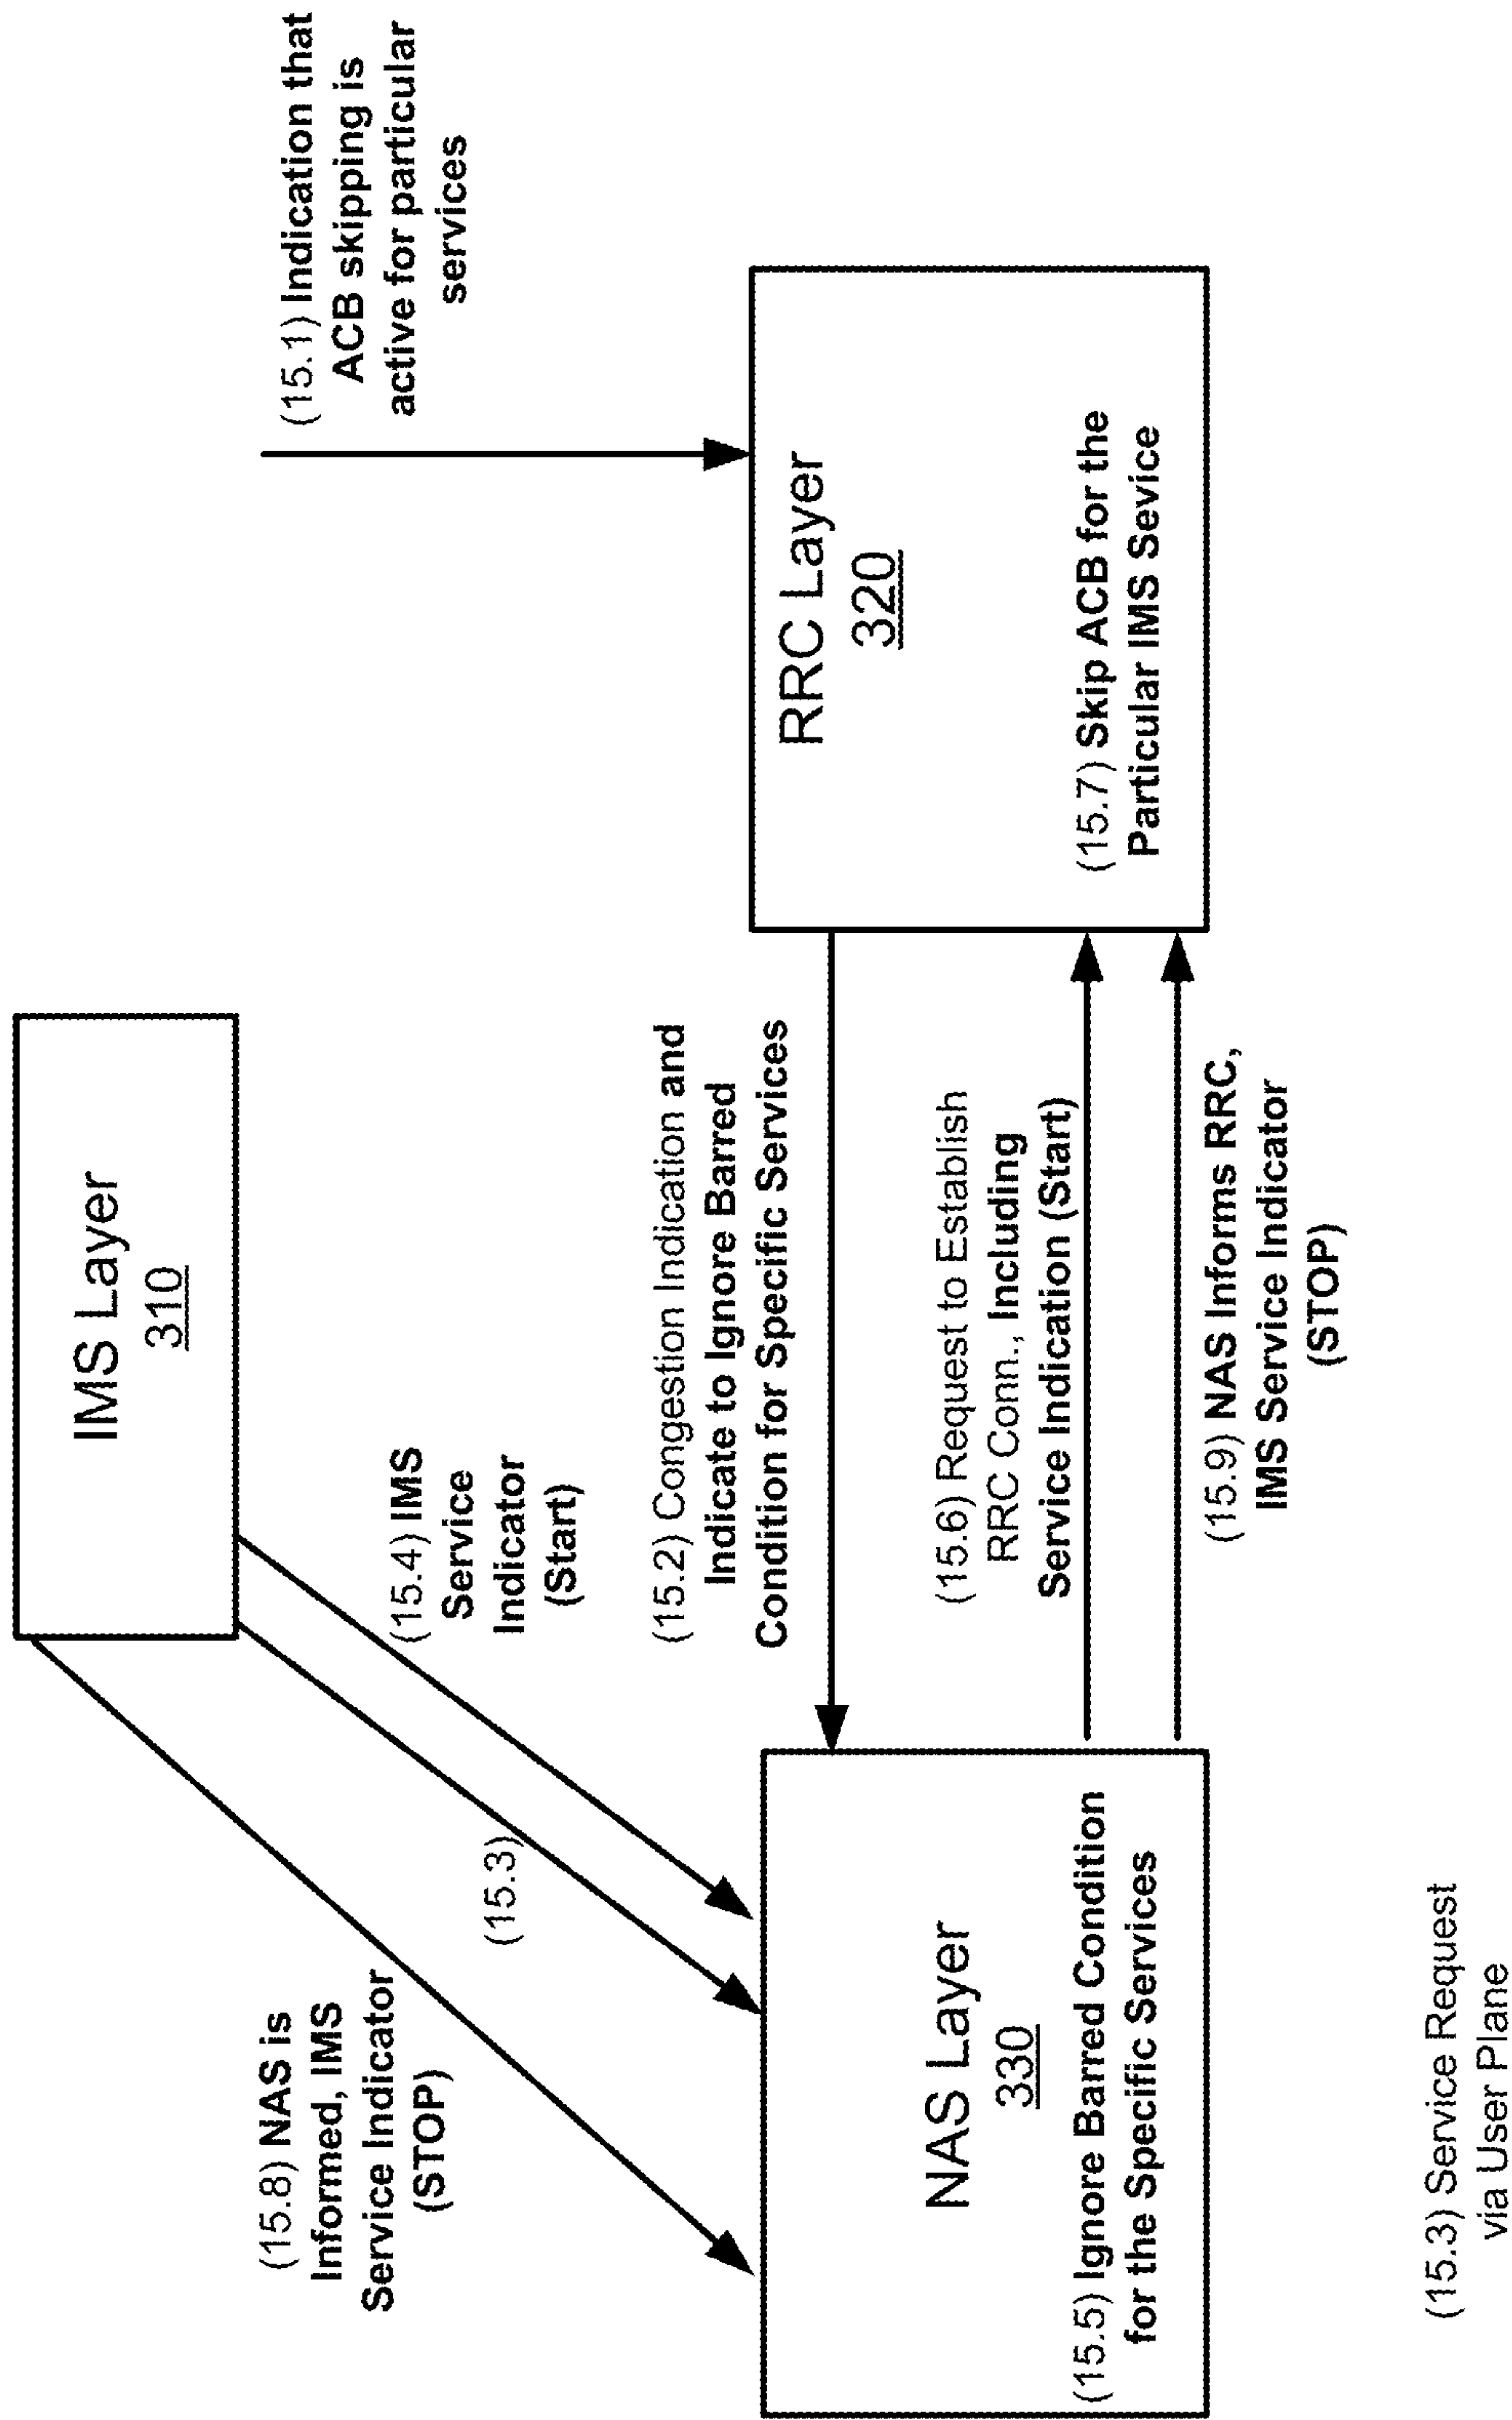 IMS Layer
310
(15.8) NAS is
Informed, IMS
Service Indicator
(STOP)
(15.3)
(15.4) IMS
Service
Indicator
(Start)
(15.1) Indication that
ACB skipping is
active for particular
services
(15.2) Congestion Indication and
Indicate to Ignore Barred
Condition for Specific Services
NAS Layer
330
(15.5) Ignore Barred Condition
for the Specific Services
(15.6) Request to Establish
RRC Conn., Including
Service Indication (Start)
RRC Layer
320
(15.7) Skip ACB for the
Particular IMS Sevice
(15.9) NAS Informs RRC,
IMS Service Indicator
(STOP)
(15.3) Service Request
via User Plane